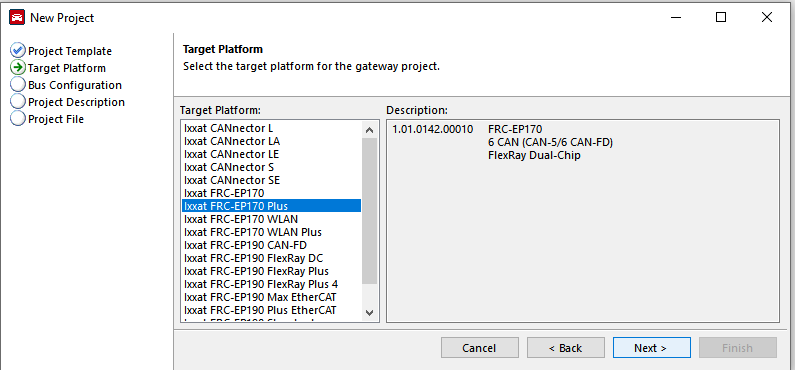 New Project
Project Template
Target Platform
Bus Configuration
Project Description
Project File
Target Platform
Select the target platform for the gateway project.
Target Platform:
Ixxat CANnector L
Ixxat CANnector LA
Ixxat CANnector LE
Ixxat CANnector S
Ixxat CANnector SE
Ixxat FRC-EP170
Ixxat FRC-EP170 Plus
Ixxat FRC-EP170 WLAN
Ixxat FRC-EP170 WLAN Plus
Ixxat FRC-EP190 CAN-FD
Ixxat FRC-EP190 FlexRay DC
Ixxat FRC-EP190 FlexRay Plus
Ixxat FRC-EP190 FlexRay Plus 4
Ixxat FRC-EP190 Max EtherCAT
Ixxat FRC-EP190 Plus EtherCAT
Ixxat FRC-EP190
Description:
1.01.0142.00010 FRC-EP170
6 CAN (CAN-5/6 CAN-FD)
FlexRay Dual-Chip
Cancel < Back Next > Finish